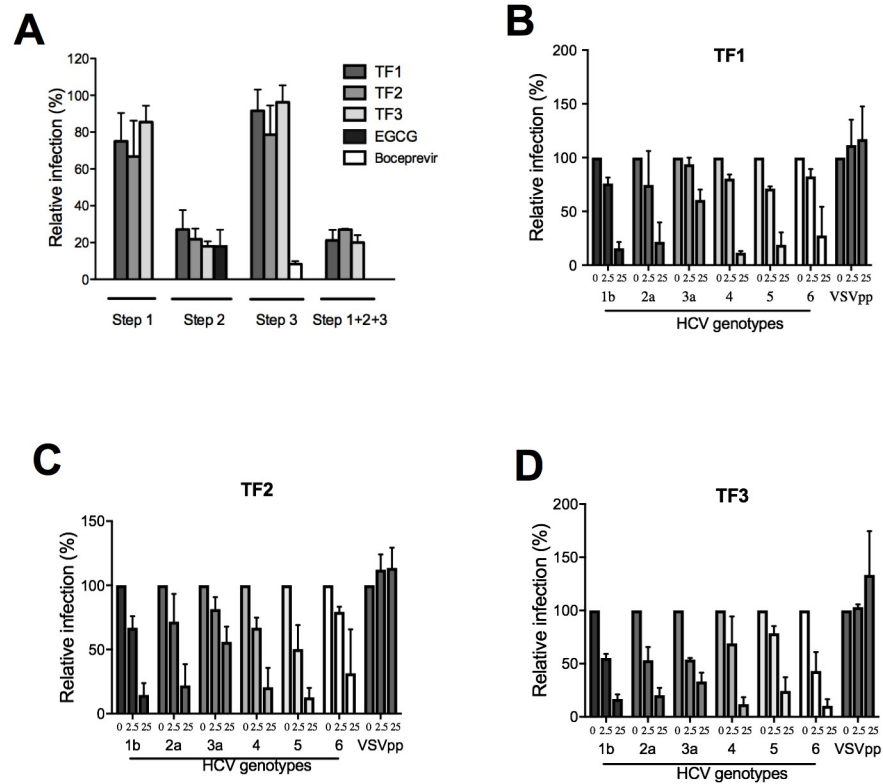 A
Relative infection (%)
120
100
80
60
40
20
0
TF1
TF2
TF3
EGCG
Boceprevir
Step 1 Step 2 Step 3 Step 1+2+3
B
TF1
Relative infection (%)
200
150
100
50
0
0 2.5 25 0 2.5 25 0 2.5 25 0 2.5 25 0 2.5 25 0 2.5 25 0 2.5 25
1b 2a 3a 4 5 6 VSVpp
HCV genotypes
C
TF2
Relative infection (%)
150
100
50
0
0 2.5 25 0 2.5 25 0 2.5 25 0 2.5 25 0 2.5 25 0 2.5 25 0 2.5 25
1b 2a 3a 4 5 6 VSVpp
HCV genotypes
D
TF3
Relative infection (%)
200
150
100
50
0
0 2.5 25 0 2.5 25 0 2.5 25 0 2.5 25 0 2.5 25 0 2.5 25 0 2.5 25
1b 2a 3a 4 5 6 VSVpp
HCV genotypes